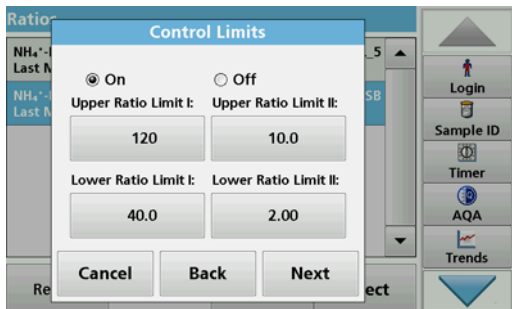 Ratios
Control Limits
NH₄⁺-
Last
_5
NH₄⁺-
Last
SB
On
Off
Upper Ratio Limit I:
Upper Ratio Limit II:
120
10.0
Lower Ratio Limit I:
Lower Ratio Limit II:
40.0
2.00
Cancel
Back
Next
Re
ect
Login
Sample ID
Timer
AQA
Trends